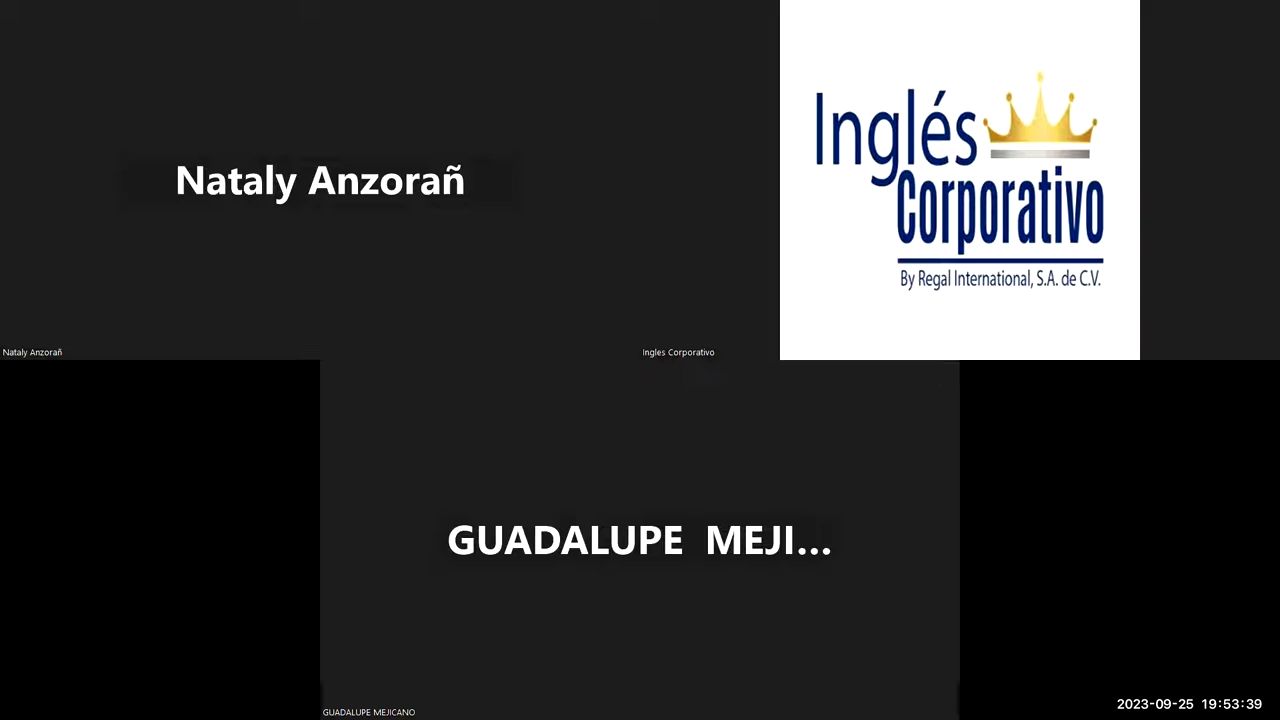 Nataly Anzorañ
Inglés
Corporativo
By Regal International, S.A. de C.V.
Nataly Anzorañ
Ingles Corporativo
GUADALUPE MEJI...
GUADALUPE MEJICANO
2023-09-25 19:53:39